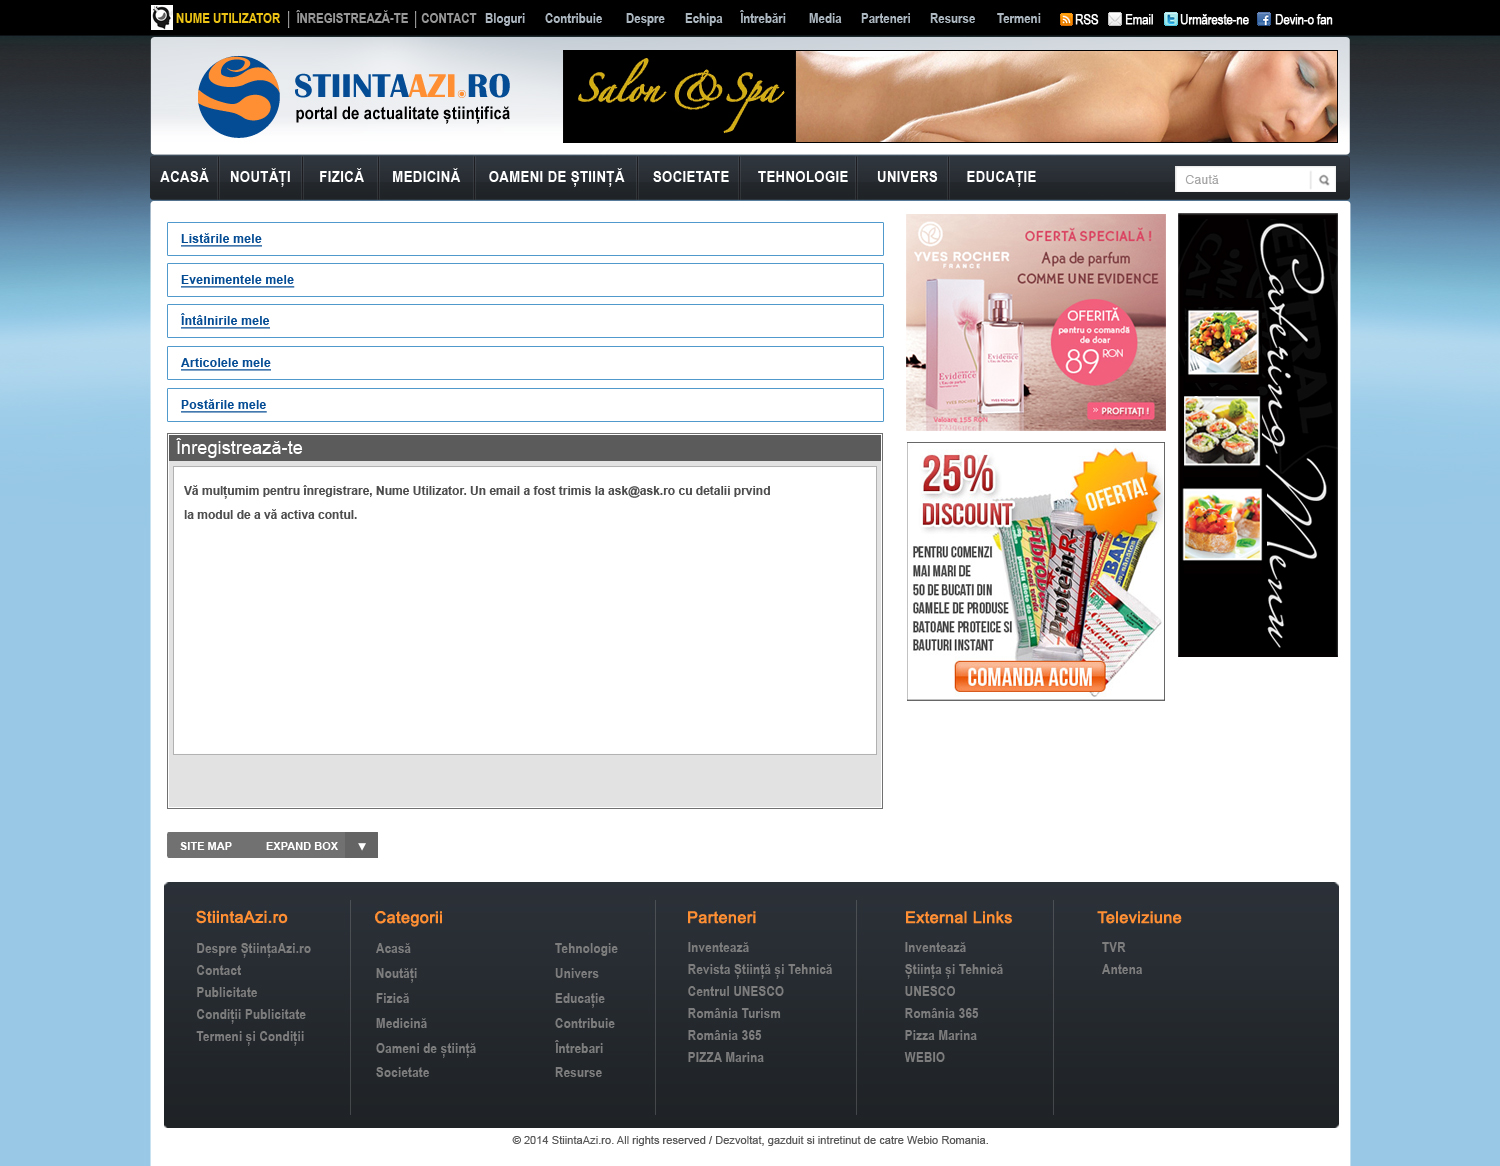 NUME UTILIZATOR | ÎNREGISTREAZĂ-TE | CONTACT Bloguri Contribuie Despre Echipa Întrebări Media Parteneri Resurse Termeni RSS Email Urmăreste-ne Devin-o fan
STIINTAAZI.RO
portal de actualitate științifică
Salon & Spa
ACASĂ NOUTĂȚI FIZICĂ MEDICINĂ OAMENI DE ȘTIINȚĂ SOCIETATE TEHNOLOGIE UNIVERS EDUCAȚIE Caută
Listările mele
Evenimentele mele
Întâlnirile mele
Articolele mele
Postările mele
Înregistrează-te
Vă mulțumim pentru înregistrare, Nume Utilizator. Un email a fost trimis la ask@ask.ro cu detalii prvind
la modul de a vă activa contul.
YVES ROCHER
FRANCE
OFERTĂ SPECIALĂ !
Apa de parfum
COMME UNE EVIDENCE
OFERITĂ
pentru o comandă
de doar
89 RON
Evidence
Evidence
YVES ROCHER
YVES ROCHER
Valoare 155 RON
» PROFITAȚI !
Catering Menu
25%
DISCOUNT
OFERTA!
PENTRU COMENZI
MAI MARI DE
50 DE BUCATI DIN
GAMELE DE PRODUSE
BATOANE PROTEICE SI
BAUTURI INSTANT
Fibrobar
Protein-R
BAR
COMANDA ACUM
SITE MAP EXPAND BOX ▼
StiintaAzi.ro
Despre ȘtiințaAzi.ro
Contact
Publicitate
Condiții Publicitate
Termeni și Condiții
Categorii
Acasă
Noutăți
Fizică
Medicină
Oameni de știință
Societate
Tehnologie
Univers
Educație
Contribuie
Întrebari
Resurse
Parteneri
Inventează
Revista Știință și Tehnică
Centrul UNESCO
România Turism
România 365
PIZZA Marina
External Links
Inventează
Știința și Tehnică
UNESCO
România 365
Pizza Marina
WEBIO
Televiziune
TVR
Antena
© 2014 StiintaAzi.ro. All rights reserved / Dezvoltat, gazduit si intretinut de catre Webio Romania.